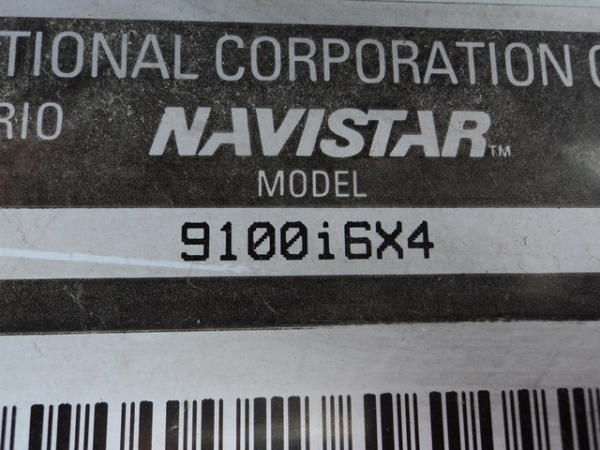 TIONAL CORPORATION C
RIO NAVISTAR™
MODEL
9100i6X4